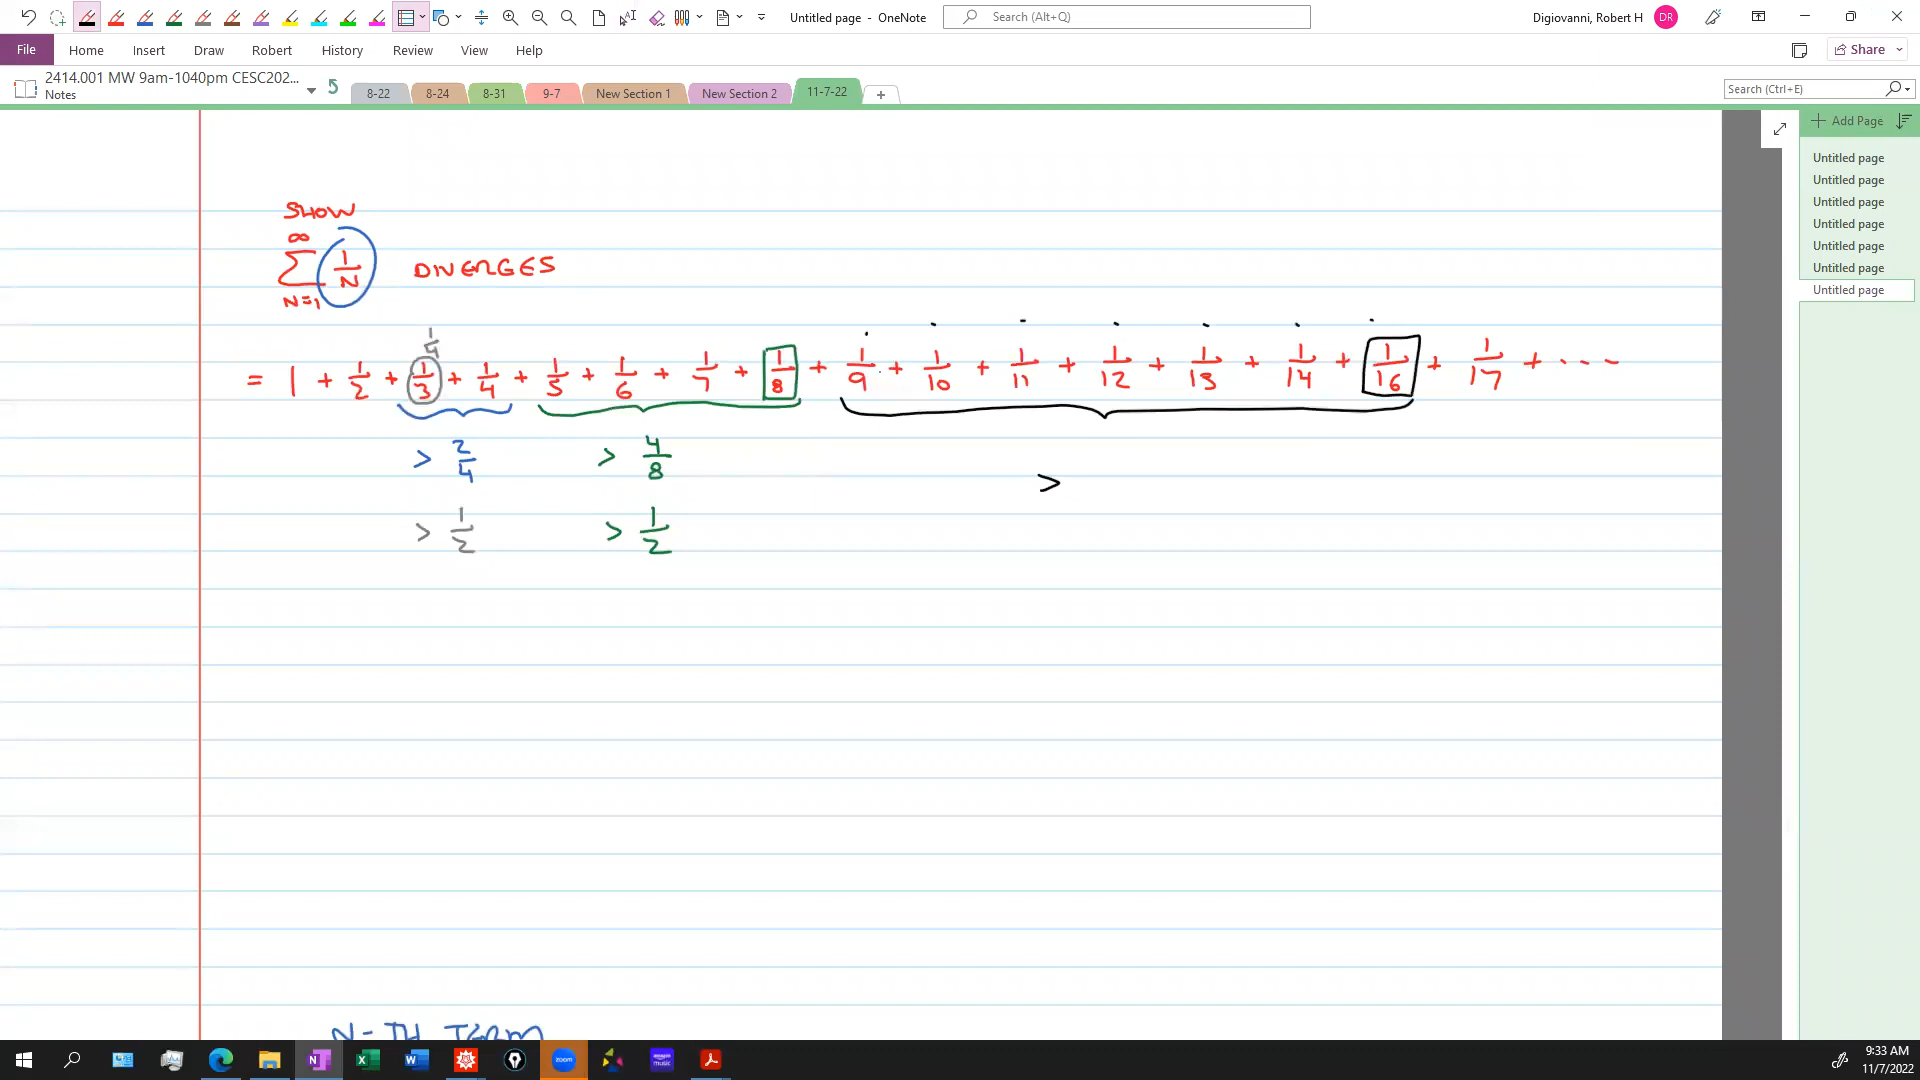 Untitled page - OneNote
Search (Alt+Q)
Digiovanni, Robert H
DR
File Home Insert Draw Robert History Review View Help
Share
2414.001 MW 9am-1040pm CESC202...
Notes
8-22 8-24 8-31 9-7 New Section 1 New Section 2 11-7-22 +
Search (Ctrl+E)
Add Page
Untitled page
Untitled page
Untitled page
Untitled page
Untitled page
Untitled page
Untitled page
SHOW
∞
Σ 1/N DIVERGES
N=1
1/4
= 1 + 1/2 + 1/3 + 1/4 + 1/5 + 1/6 + 1/7 + 1/8 + 1/9 + 1/10 + 1/11 + 1/12 + 1/13 + 1/14 + 1/16 + 1/17 + ...
> 2/4 > 4/8 >
> 1/2 > 1/2
N-TH TERM
zoom
amazon music
9:33 AM
11/7/2022